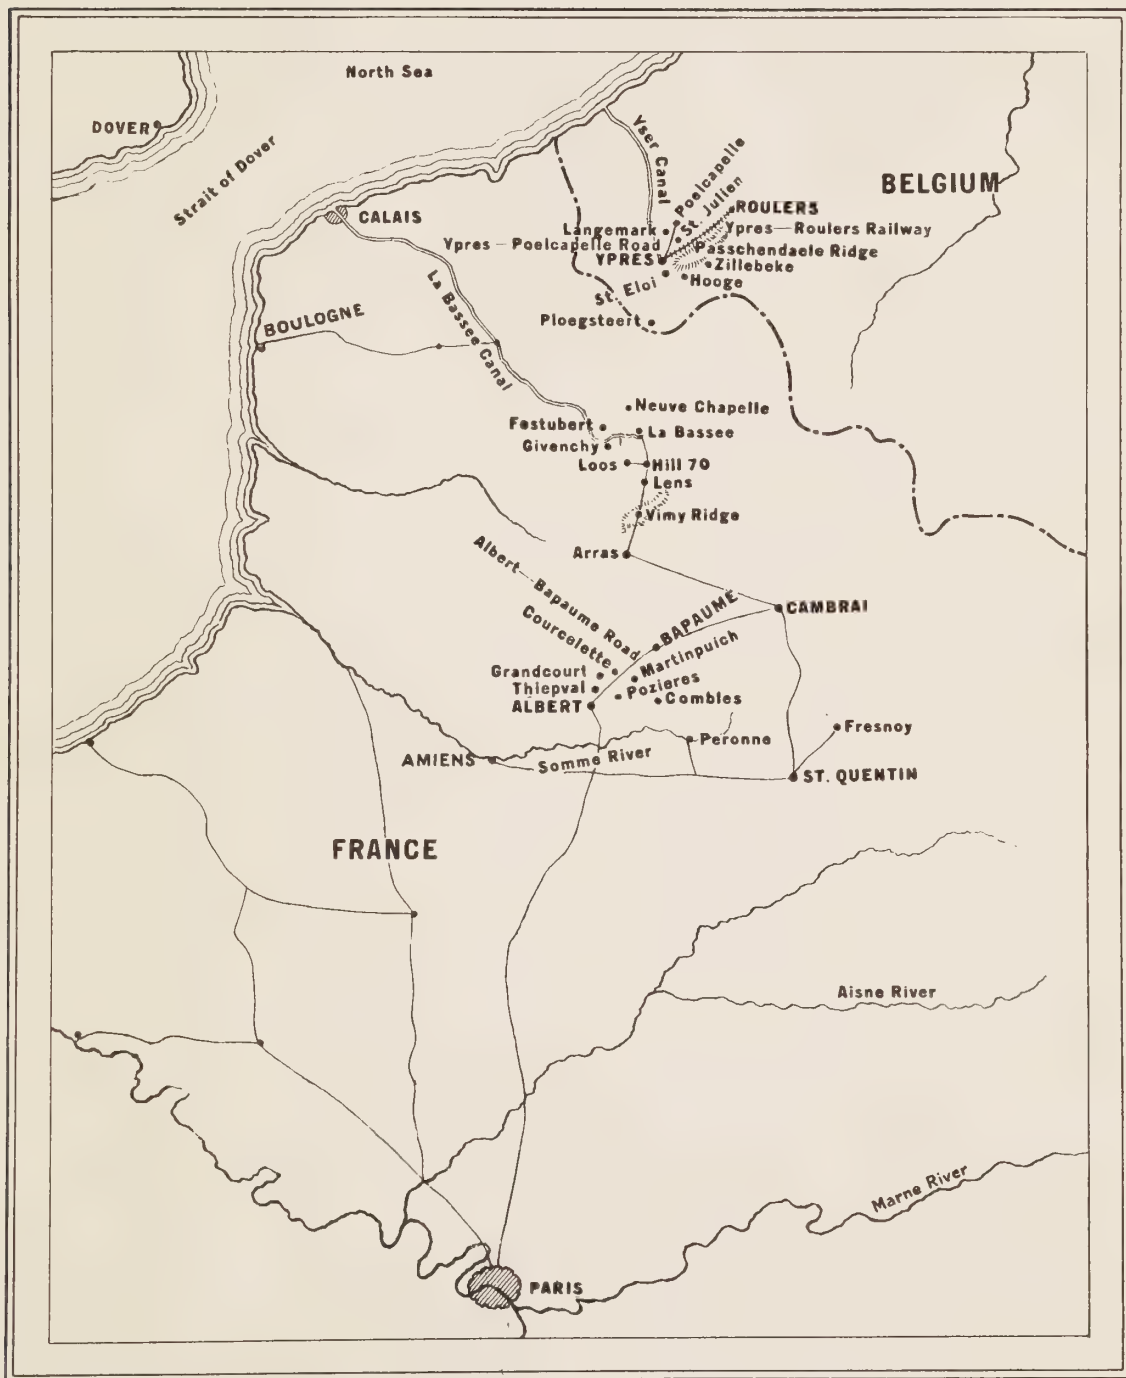 North Sea
DOVER
Strait of Dover
Yser Canal
Poelcapelle
St. Julien
BELGIUM
CALAIS
ROULERS
Langemark
Ypres—Roulers Railway
Ypres—Poelcapelle Road
Passchendaele Ridge
YPRES
Zillebeke
St. Eloi
Hooge
La Bassee Canal
BOULOGNE
Ploegsteert
Neuve Chapelle
Festubert
La Bassee
Givenchy
Loos
Hill 70
Lens
Vimy Ridge
Arras
Albert—Bapaume Road
BAPAUME
CAMBRAI
Courcelette
Martinpuich
Grandcourt
Thiepval
Pozieres
ALBERT
Combles
Fresnoy
Peronne
AMIENS
Somme River
ST. QUENTIN
FRANCE
Aisne River
Marne River
PARIS